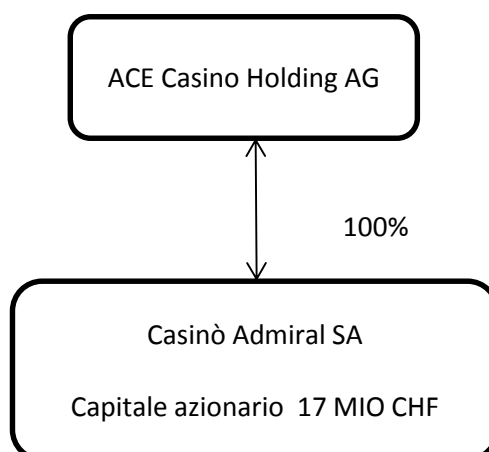 ACE Casino Holding AG
100%
Casinò Admiral SA
Capitale azionario 17 MIO CHF